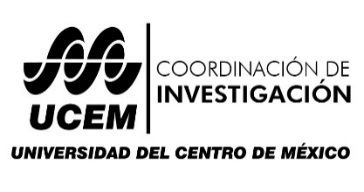 UCEM
COORDINACIÓN DE
INVESTIGACIÓN
UNIVERSIDAD DEL CENTRO DE MÉXICO